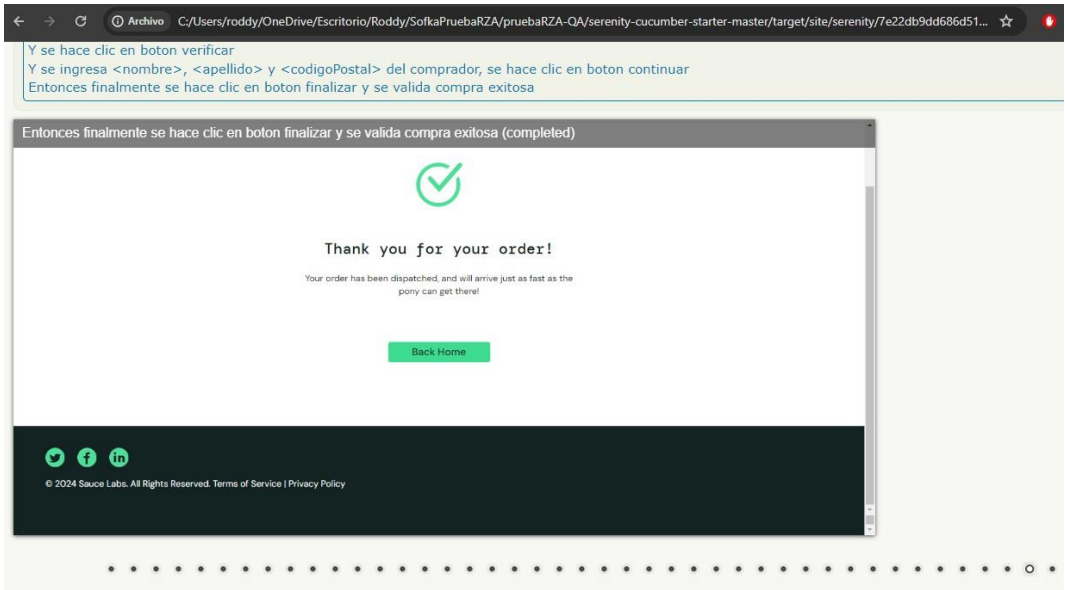 Archivo C:/Users/roddy/OneDrive/Escritorio/Roddy/SofkaPruebaRZA/pruebaRZA-QA/serenity-cucumber-starter-master/target/site/serenity/7e22db9dd686d51...
Y se hace clic en boton verificar
Y se ingresa <nombre>, <apellido> y <codigoPostal> del comprador, se hace clic en boton continuar
Entonces finalmente se hace clic en boton finalizar y se valida compra exitosa
Entonces finalmente se hace clic en boton finalizar y se valida compra exitosa (completed)
Thank you for your order!
Your order has been dispatched, and will arrive just as fast as the
pony can get there!
Back Home
© 2024 Sauce Labs. All Rights Reserved. Terms of Service | Privacy Policy